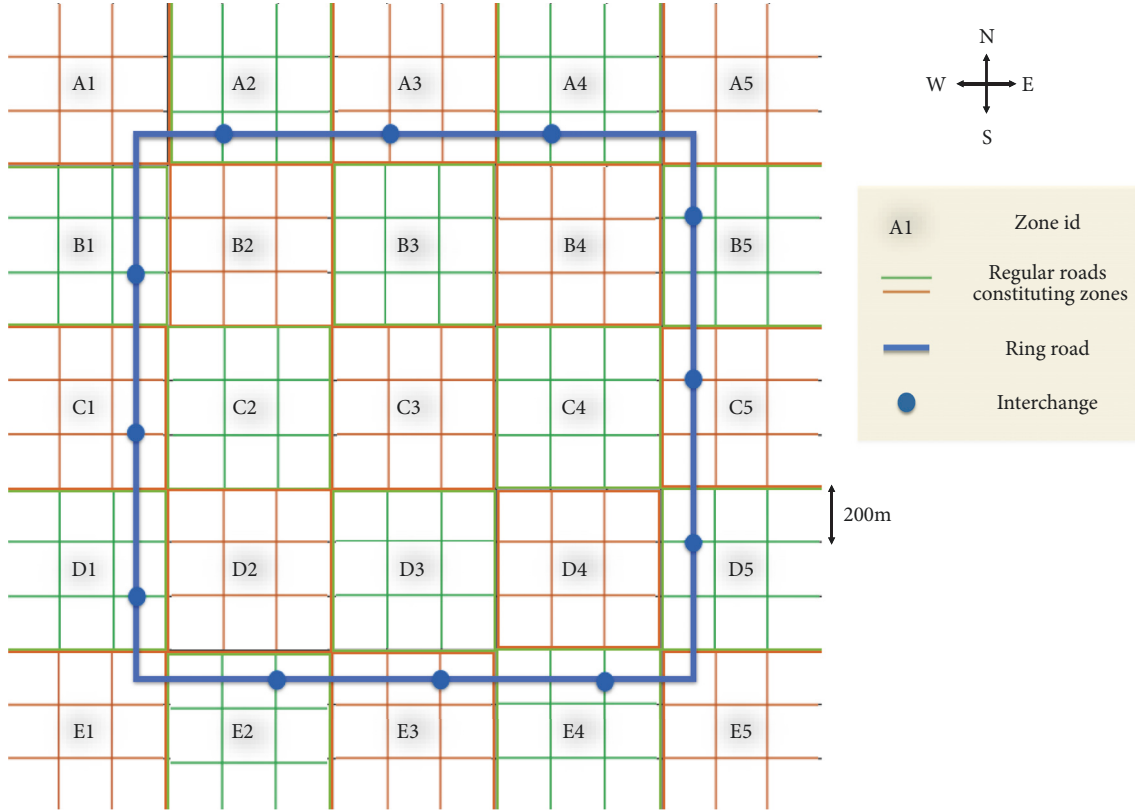 A1 A2 A3 A4 A5
B1 B2 B3 B4 B5
C1 C2 C3 C4 C5
D1 D2 D3 D4 D5
E1 E2 E3 E4 E5
N
W E
S
A1 Zone id
Regular roads
constituting zones
Ring road
Interchange
200m